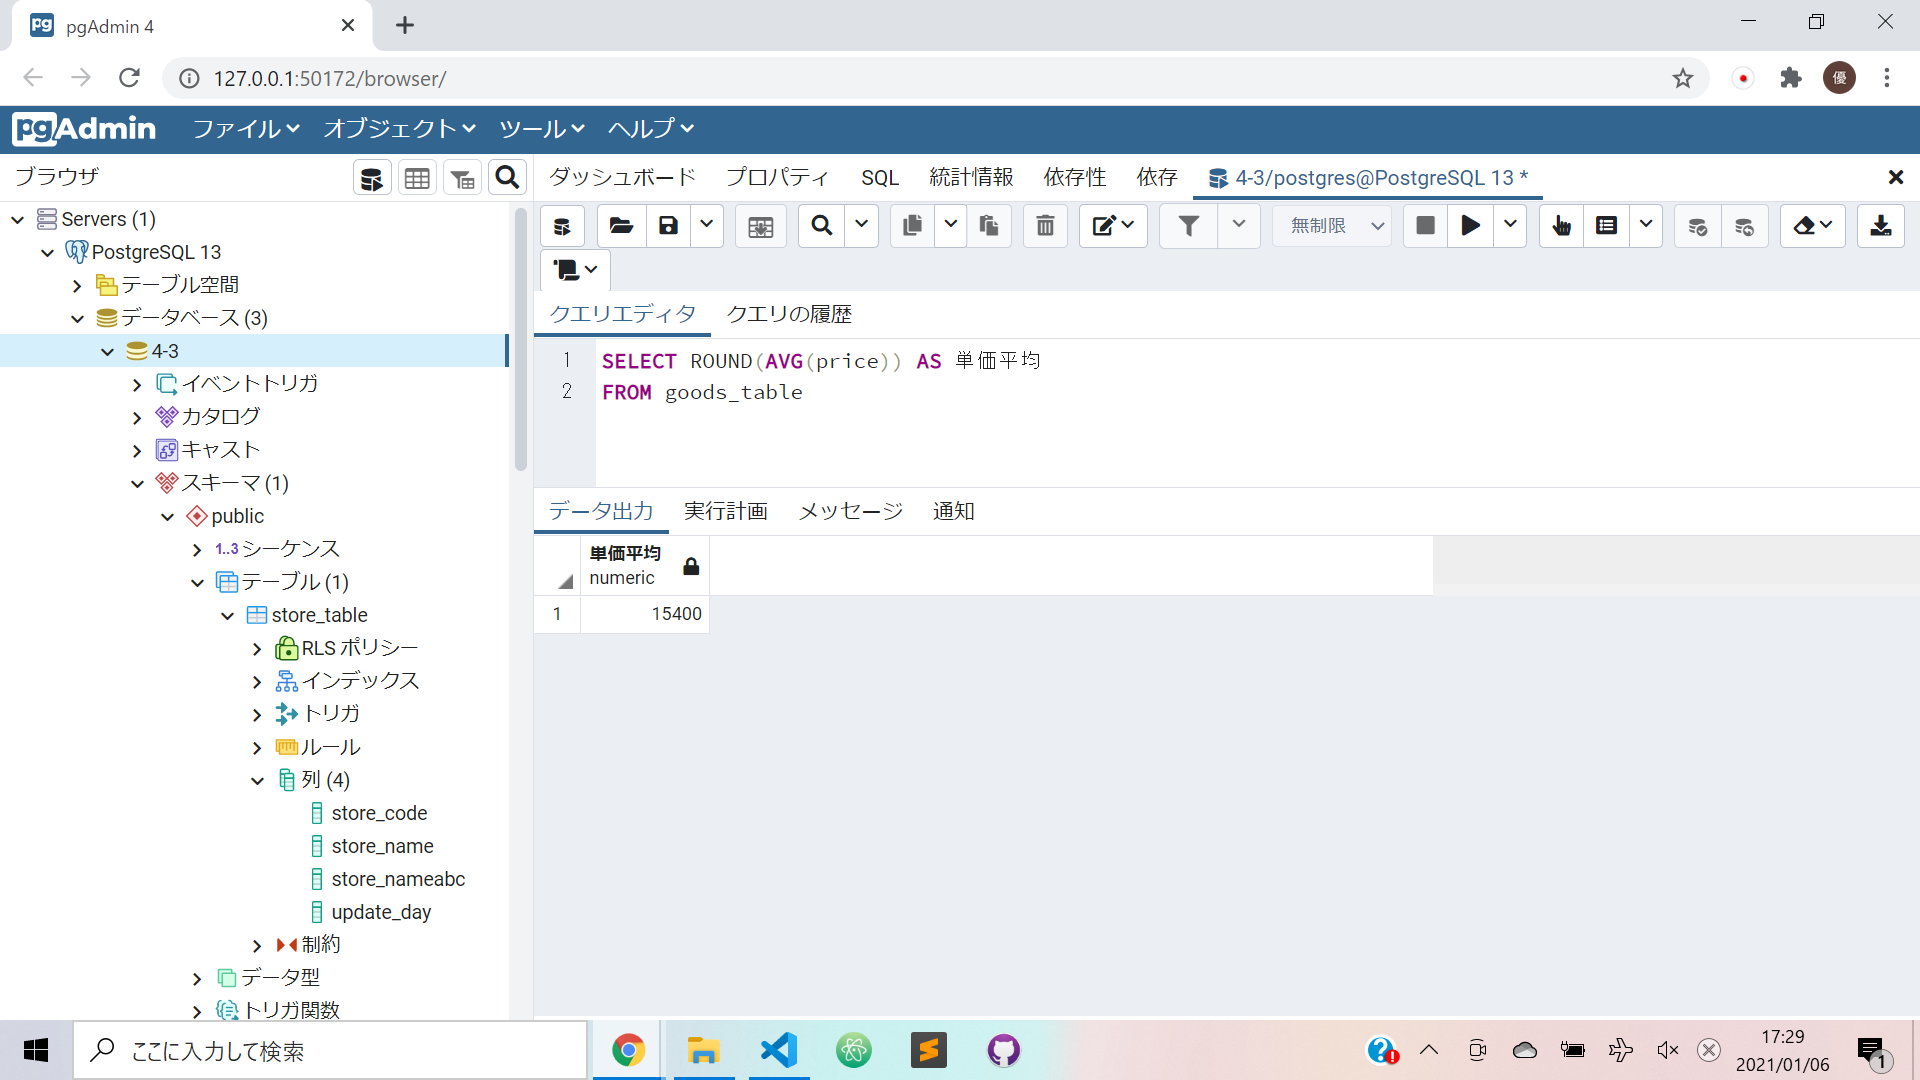 pgAdmin 4
127.0.0.1:50172/browser/
優
pgAdmin ファイル オブジェクト ツール ヘルプ
ブラウザ
ダッシュボード プロパティ SQL 統計情報 依存性 依存 4-3/postgres@PostgreSQL 13 *
無制限
Servers (1)
PostgreSQL 13
テーブル空間
データベース (3)
4-3
イベントトリガ
カタログ
キャスト
スキーマ (1)
public
1..3 シーケンス
テーブル (1)
store_table
RLS ポリシー
インデックス
トリガ
ルール
列 (4)
store_code
store_name
store_nameabc
update_day
制約
データ型
トリガ関数
クエリエディタ クエリの履歴
1 SELECT ROUND(AVG(price)) AS 単価平均
2 FROM goods_table
データ出力 実行計画 メッセージ 通知
単価平均
numeric
1 15400
ここに入力して検索
17:29
2021/01/06
1